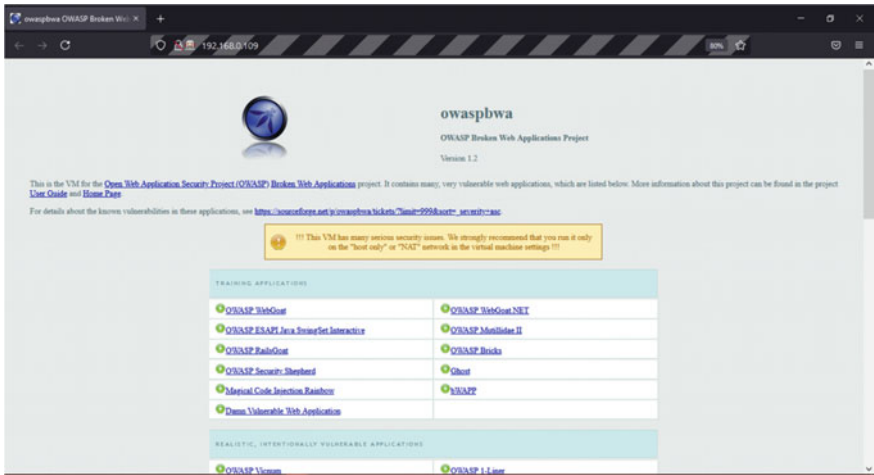 owaspbwa OWASP Broken Web
192.168.0.109
80%
owaspbwa
OWASP Broken Web Applications Project
Version 1.2
This is the VM for the Open Web Application Security Project (OWASP) Broken Web Applications project. It contains many, very vulnerable web applications, which are listed below. More information about this project can be found in the project
User Guide and Home Page.
For details about the known vulnerabilities in these applications, see https://sourceforge.net/p/owaspbwa/tickets/?limit=999&sort=_severity+asc.
!!! This VM has many serious security issues. We strongly recommend that you run it only
on the "host only" or "NAT" network in the virtual machine settings !!!
TRAINING APPLICATIONS
OWASP WebGoat
OWASP WebGoat.NET
OWASP ESAPI Java SwingSet Interactive
OWASP Mutillidae II
OWASP RailsGoat
OWASP Bricks
OWASP Security Shepherd
Ghost
Magical Code Injection Rainbow
bWAPP
Damn Vulnerable Web Application
REALISTIC, INTENTIONALLY VULNERABLE APPLICATIONS
OWASP Vicnum
OWASP 1-Liner